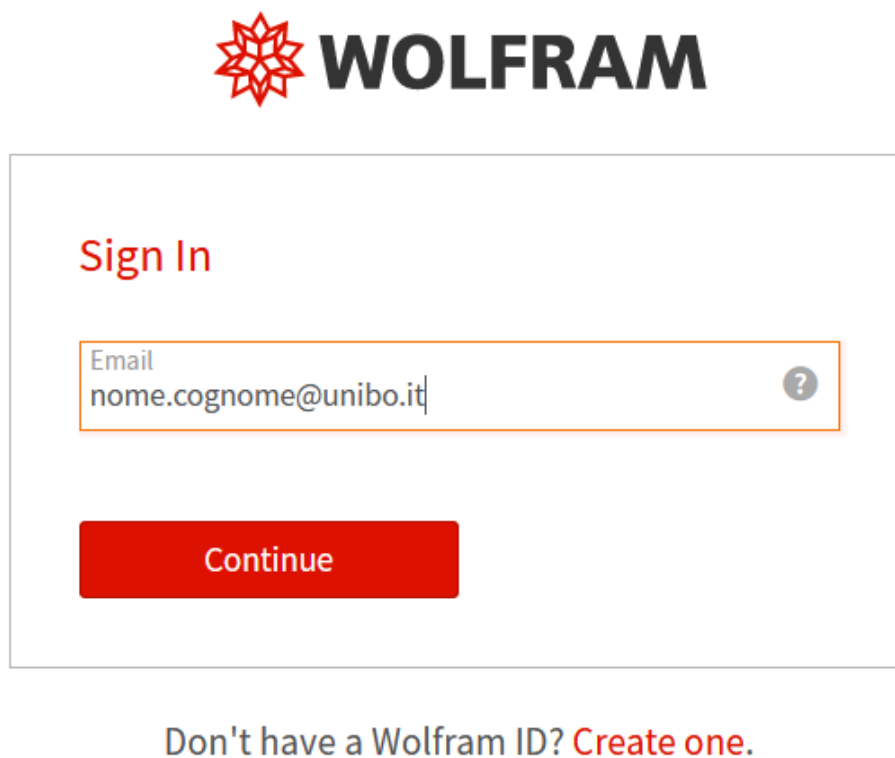 WOLFRAM
Sign In
Email
nome.cognome@unibo.it
?
Continue
Don't have a Wolfram ID? Create one.